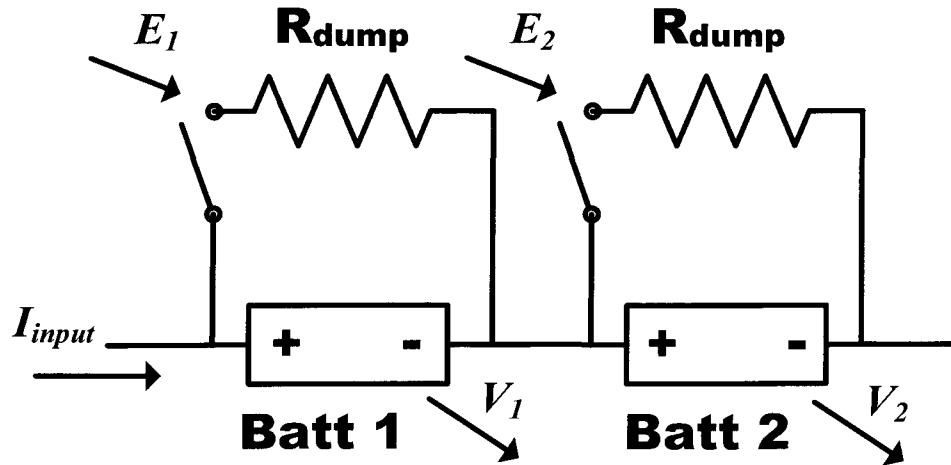 E1
Rdump
E2
Rdump
Iinput
+ -
+ -
V1
V2
Batt 1
Batt 2